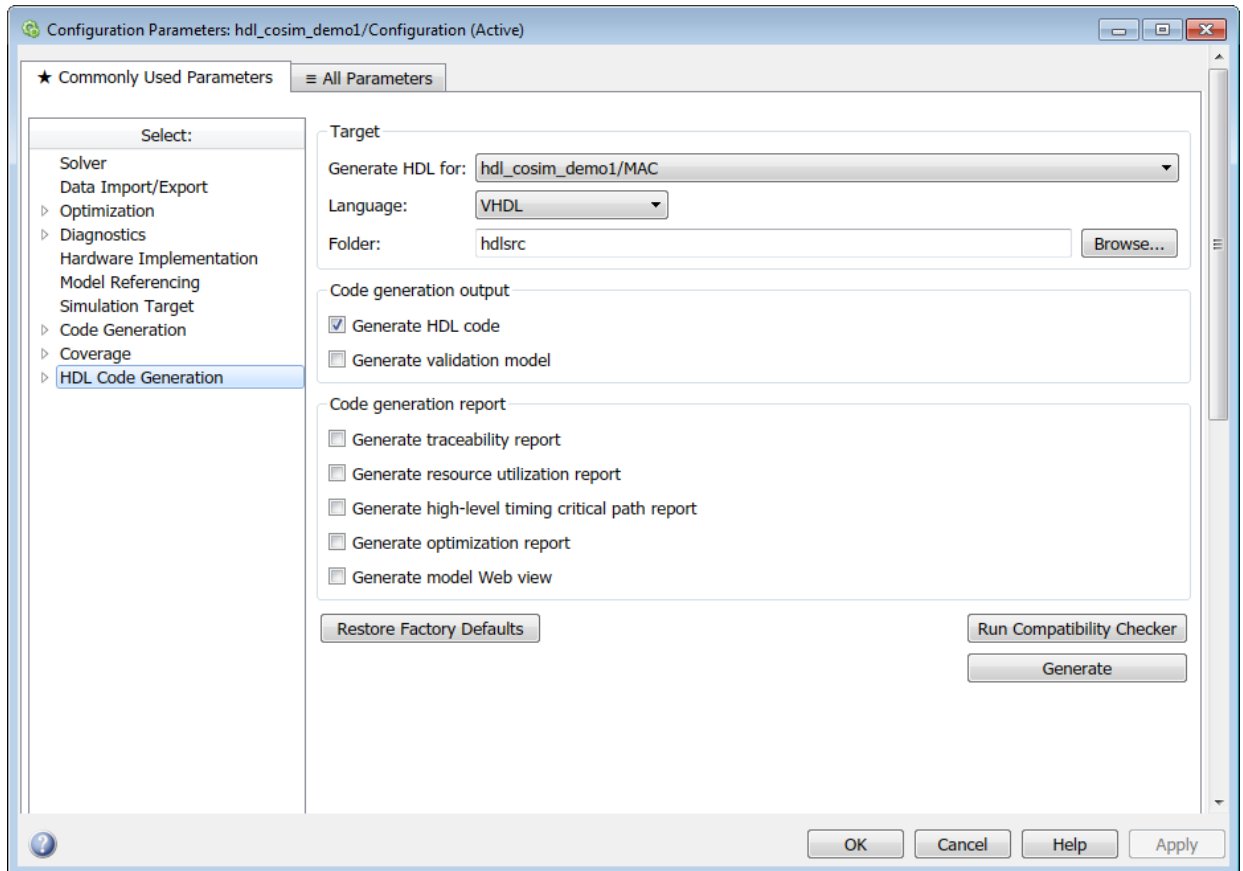 Configuration Parameters: hdl_cosim_demo1/Configuration (Active)
★ Commonly Used Parameters
≡ All Parameters
Select:
Solver
Data Import/Export
Optimization
Diagnostics
Hardware Implementation
Model Referencing
Simulation Target
Code Generation
Coverage
HDL Code Generation
Target
Generate HDL for: hdl_cosim_demo1/MAC
Language: VHDL
Folder: hdlsrc Browse...
Code generation output
Generate HDL code
Generate validation model
Code generation report
Generate traceability report
Generate resource utilization report
Generate high-level timing critical path report
Generate optimization report
Generate model Web view
Restore Factory Defaults Run Compatibility Checker
Generate
OK Cancel Help Apply